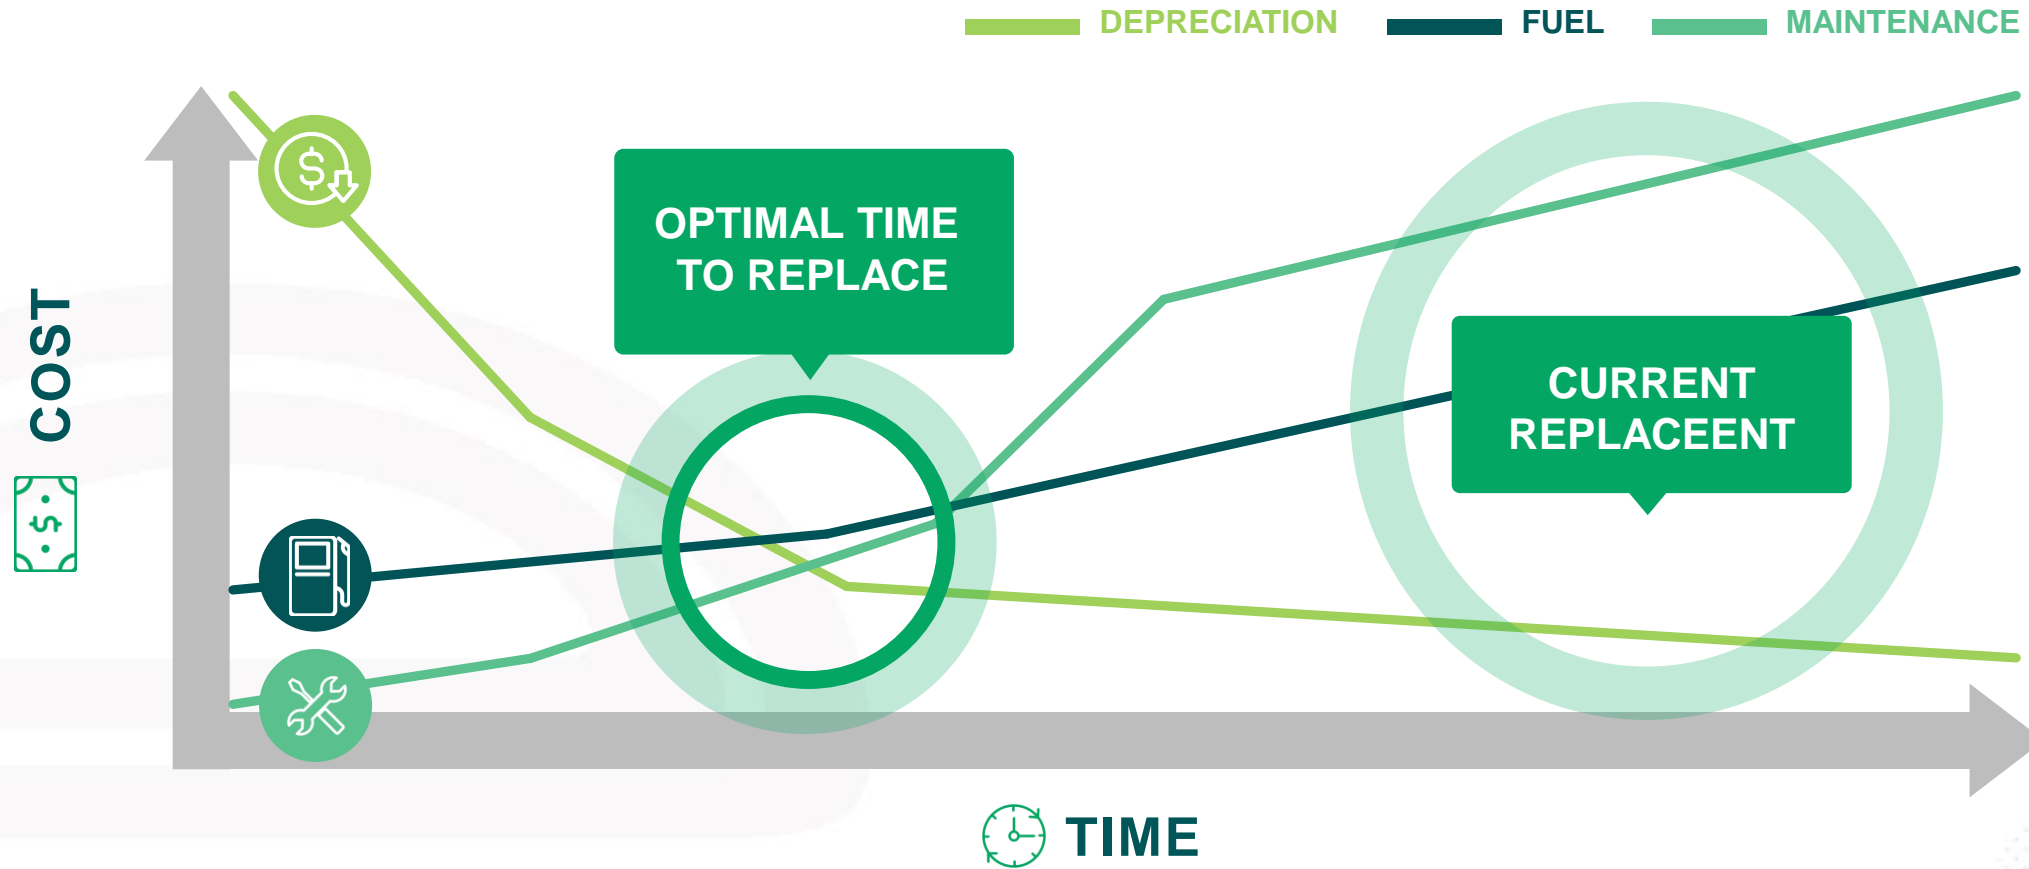 DEPRECIATION
FUEL
MAINTENANCE
OPTIMAL TIME
TO REPLACE
CURRENT
REPLACEENT
COST
TIME